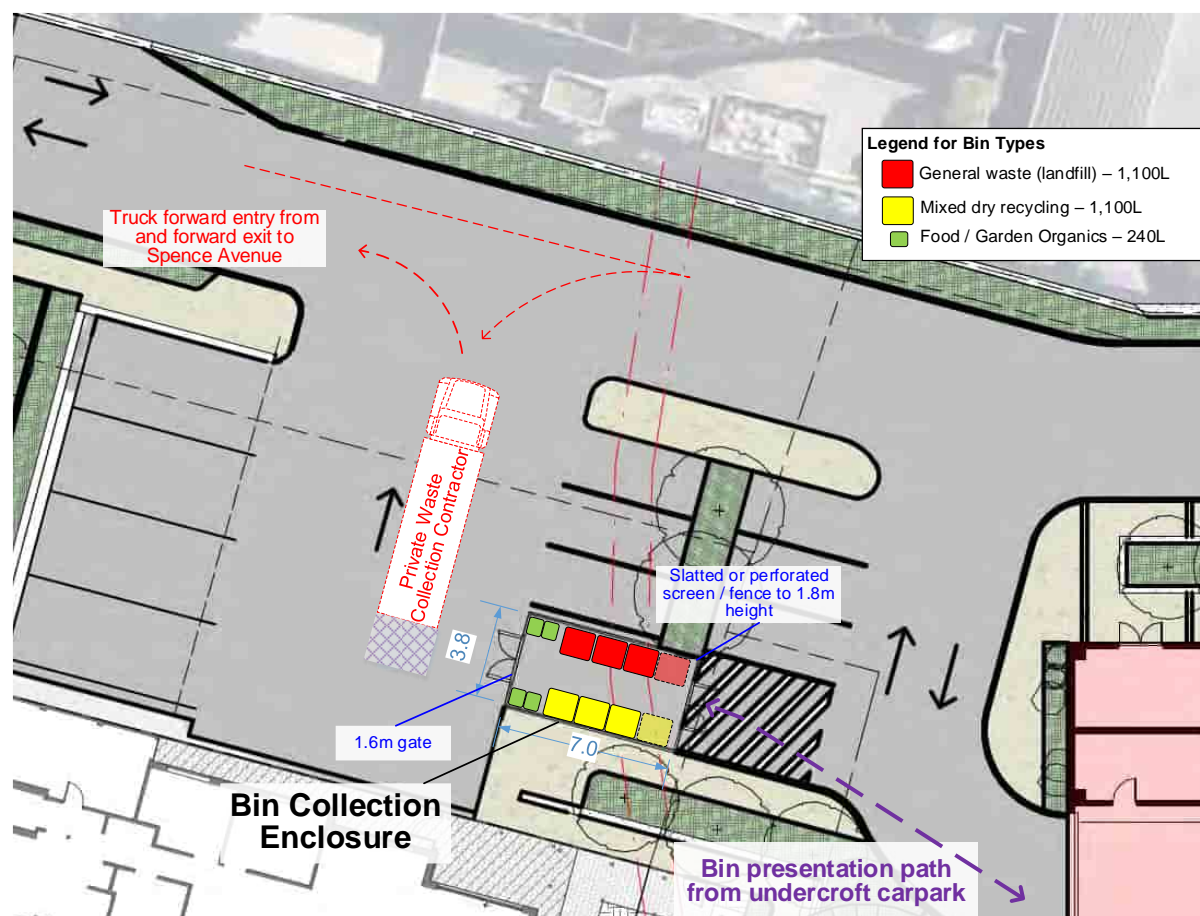 Legend for Bin Types
General waste (landfill) – 1,100L
Mixed dry recycling – 1,100L
Food / Garden Organics – 240L
Truck forward entry from
and forward exit to
Spence Avenue
Private Waste
Collection Contractor
Slatted or perforated
screen / fence to 1.8m
height
3.8
1.6m gate
7.0
Bin Collection
Enclosure
Bin presentation path
from undercroft carpark